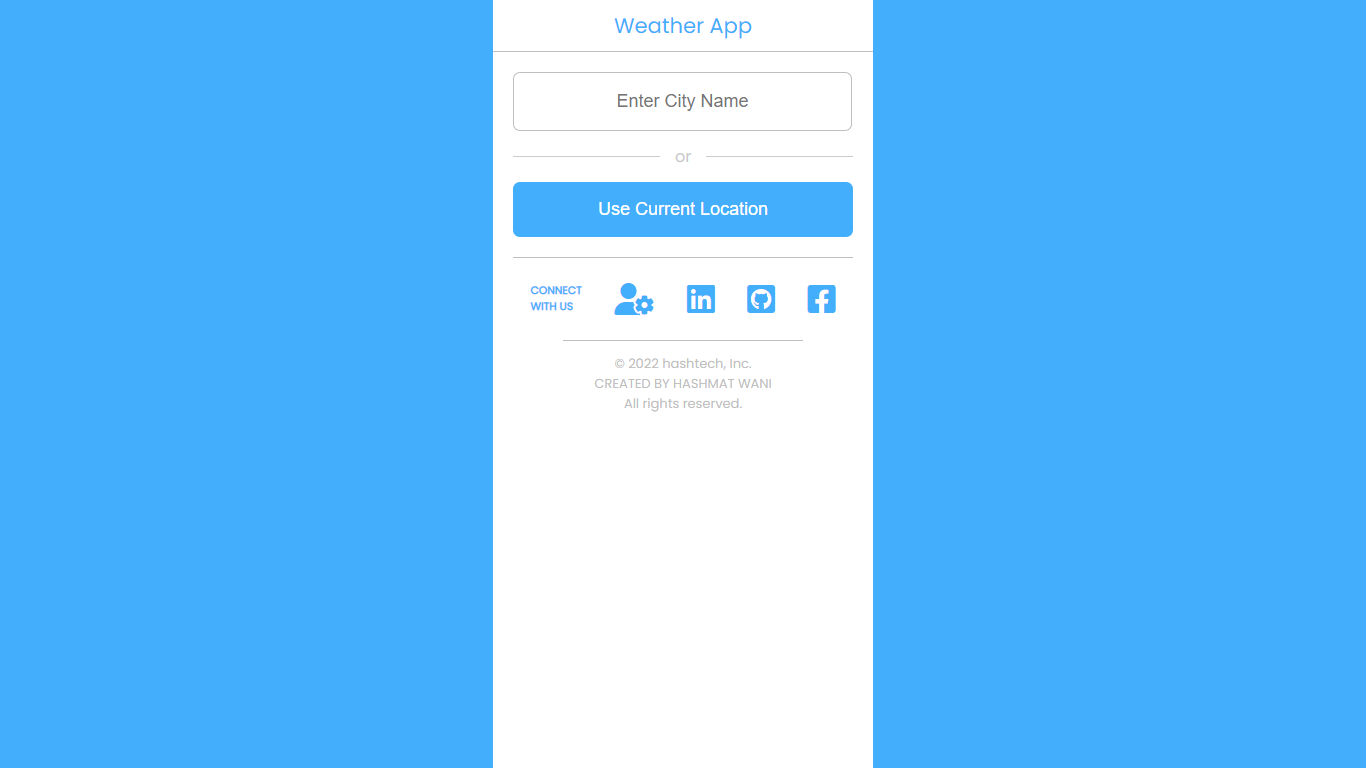 Weather App
Enter City Name
or
Use Current Location
CONNECT
WITH US
© 2022 hashtech, Inc.
CREATED BY HASHMAT WANI
All rights reserved.